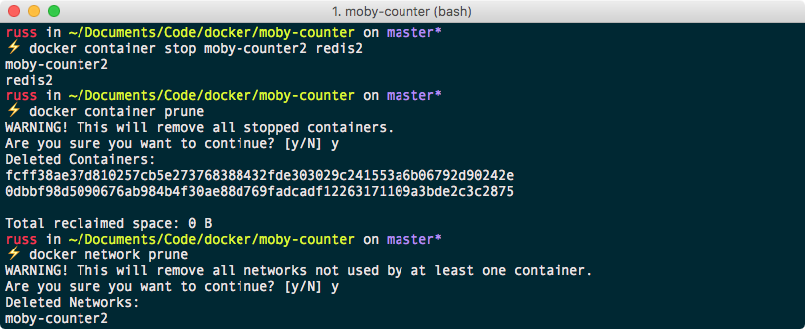 1. moby-counter (bash)
russ in ~/Documents/Code/docker/moby-counter on master*
⚡ docker container stop moby-counter2 redis2
moby-counter2
redis2
russ in ~/Documents/Code/docker/moby-counter on master*
⚡ docker container prune
WARNING! This will remove all stopped containers.
Are you sure you want to continue? [y/N] y
Deleted Containers:
fcff38ae37d810257cb5e273768388432fde303029c241553a6b06792d90242e
0dbbf98d5090676ab984b4f30ae88d769fadcadf12263171109a3bde2c3c2875
Total reclaimed space: 0 B
russ in ~/Documents/Code/docker/moby-counter on master*
⚡ docker network prune
WARNING! This will remove all networks not used by at least one container.
Are you sure you want to continue? [y/N] y
Deleted Networks:
moby-counter2